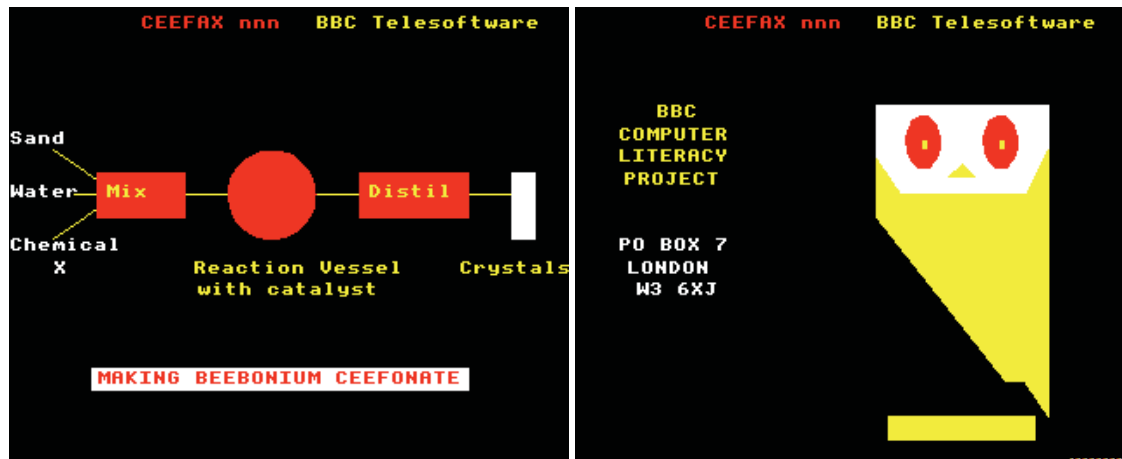 CEEFAX nnn BBC Telesoftware
Sand
Water Mix Distil
Chemical
X Reaction Vessel Crystals
with catalyst
MAKING BEEBONIUM CEEFONATE
CEEFAX nnn BBC Telesoftware
BBC
COMPUTER
LITERACY
PROJECT
PO BOX 7
LONDON
W3 6XJ